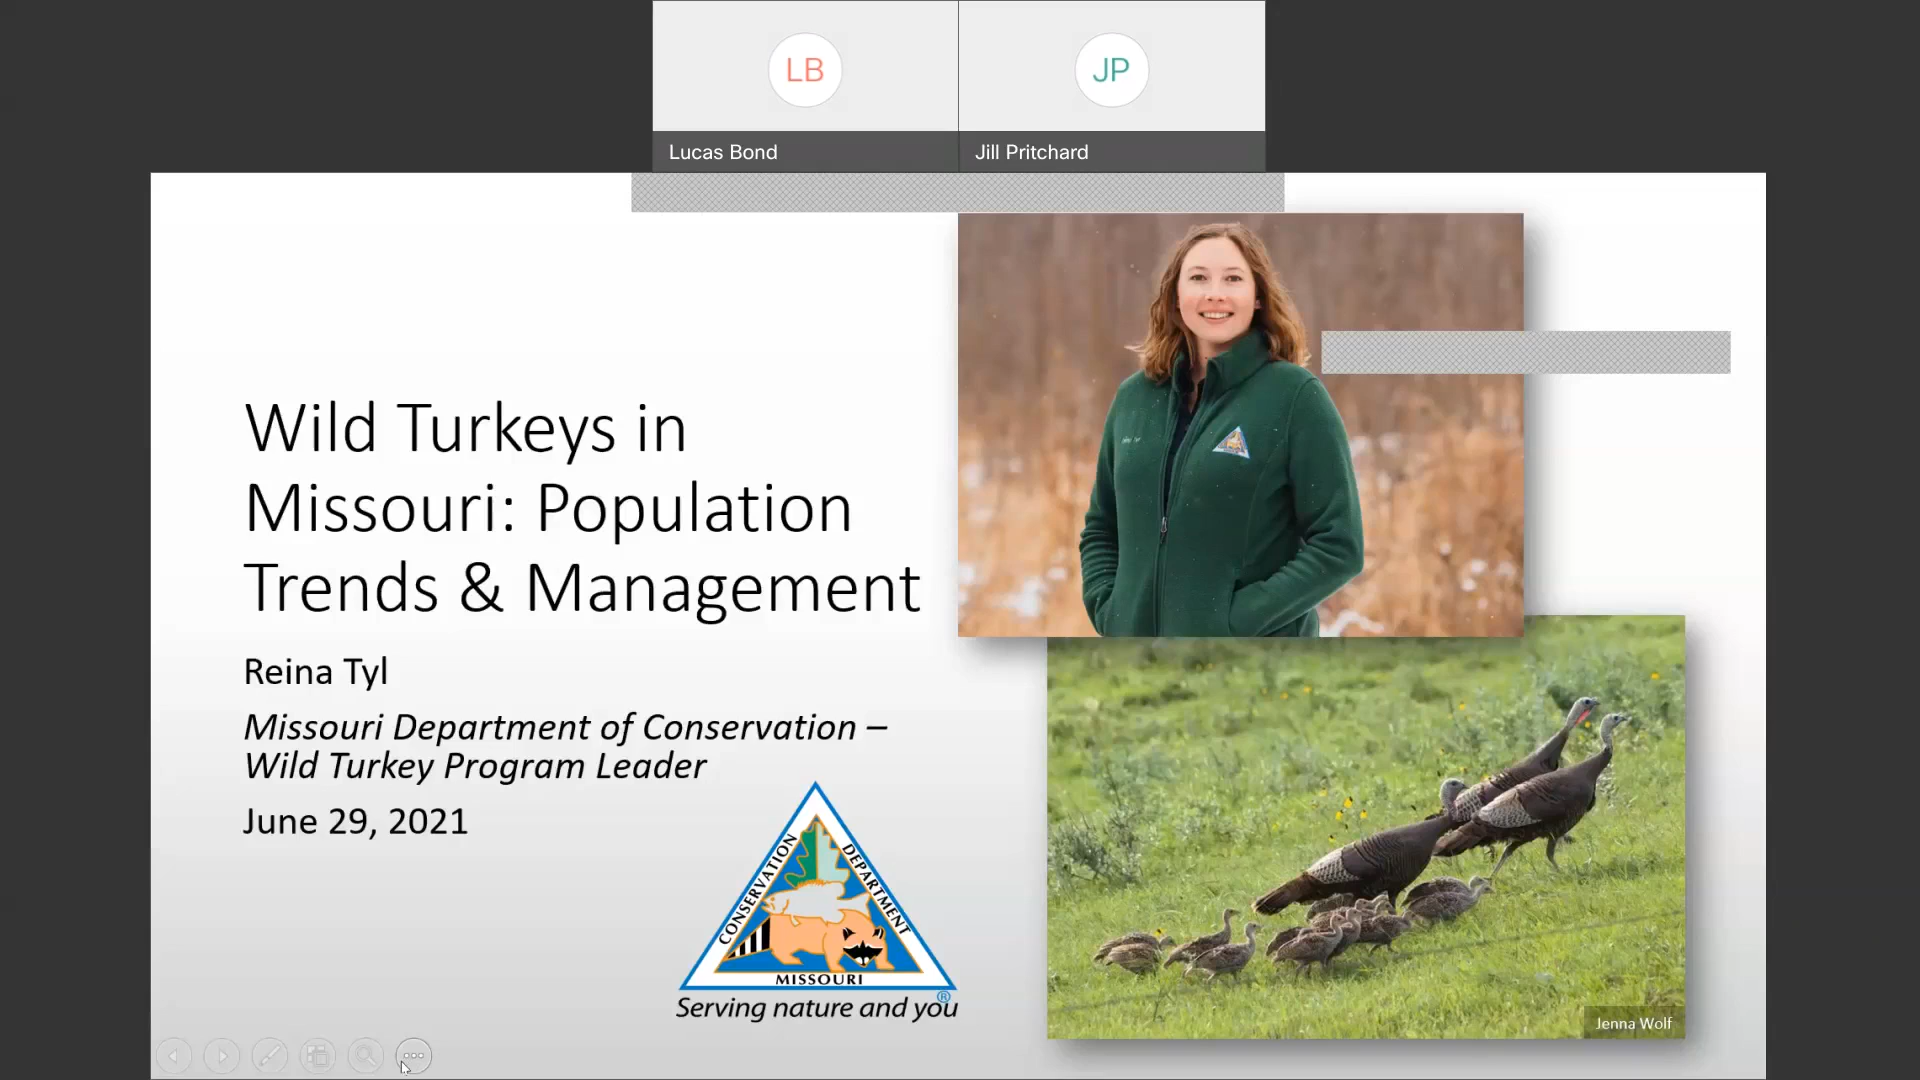 LB
JP
Lucas Bond
Jill Pritchard
Wild Turkeys in
Missouri: Population
Trends & Management
Reina Tyl
Missouri Department of Conservation –
Wild Turkey Program Leader
June 29, 2021
CONSERVATION
DEPARTMENT
MISSOURI
®
Serving nature and you
Jenna Wolf